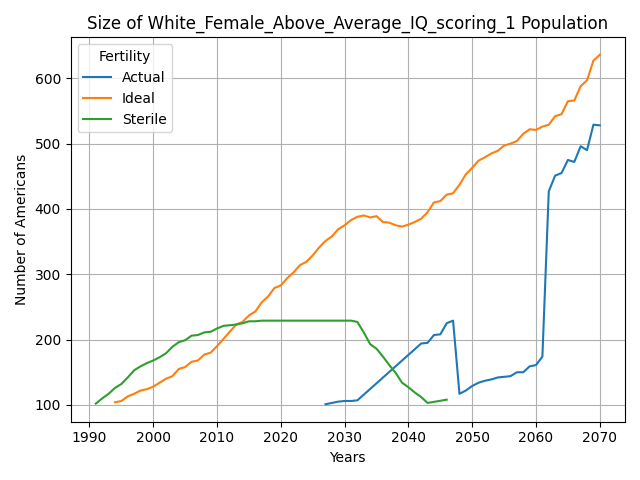 Size of White_Female_Above_Average_IQ_scoring_1 Population
Fertility
Actual
Ideal
Sterile
Number of Americans
600
500
400
300
200
100
1990 2000 2010 2020 2030 2040 2050 2060 2070
Years